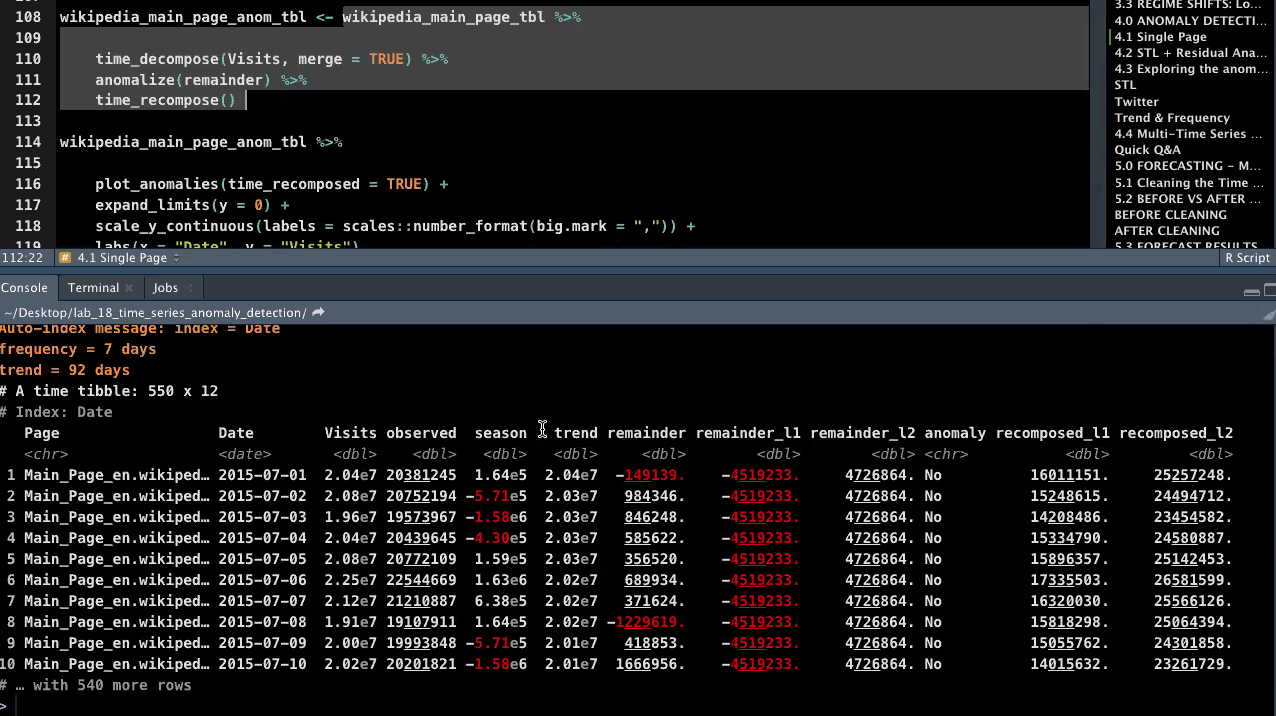 108 wikipedia_main_page_anom_tbl <- wikipedia_main_page_tbl %>%
109
110 time_decompose(Visits, merge = TRUE) %>%
111 anomalize(remainder) %>%
112 time_recompose()
113
114 wikipedia_main_page_anom_tbl %>%
115
116 plot_anomalies(time_recomposed = TRUE) +
117 expand_limits(y = 0) +
118 scale_y_continuous(labels = scales::number_format(big.mark = ",")) +
119 labs(x = "Date", y = "Visits")
3.3 REGIME SHIFTS: Lo...
4.0 ANOMALY DETECTI...
4.1 Single Page
4.2 STL + Residual Ana...
4.3 Exploring the anom...
STL
Twitter
Trend & Frequency
4.4 Multi-Time Series ...
Quick Q&A
5.0 FORECASTING - M...
5.1 Cleaning the Time ...
5.2 BEFORE VS AFTER ...
BEFORE CLEANING
AFTER CLEANING
5.3 FORECAST RESULTS
112:22 # 4.1 Single Page R Script
Console Terminal Jobs
~/Desktop/lab_18_time_series_anomaly_detection/
Auto-index message: index = Date
frequency = 7 days
trend = 92 days
# A time tibble: 550 x 12
# Index: Date
Page Date Visits observed season trend remainder remainder_l1 remainder_l2 anomaly recomposed_l1 recomposed_l2
<chr> <date> <dbl> <dbl> <dbl> <dbl> <dbl> <dbl> <dbl> <chr> <dbl> <dbl>
1 Main_Page_en.wikiped… 2015-07-01 2.04e7 20381245 1.64e5 2.04e7 -149139. -4519233. 4726864. No 16011151. 25257248.
2 Main_Page_en.wikiped… 2015-07-02 2.08e7 20752194 -5.71e5 2.03e7 984346. -4519233. 4726864. No 15248615. 24494712.
3 Main_Page_en.wikiped… 2015-07-03 1.96e7 19573967 -1.58e6 2.03e7 846248. -4519233. 4726864. No 14208486. 23454582.
4 Main_Page_en.wikiped… 2015-07-04 2.04e7 20439645 -4.30e5 2.03e7 585622. -4519233. 4726864. No 15334790. 24580887.
5 Main_Page_en.wikiped… 2015-07-05 2.08e7 20772109 1.59e5 2.03e7 356520. -4519233. 4726864. No 15896357. 25142453.
6 Main_Page_en.wikiped… 2015-07-06 2.25e7 22544669 1.63e6 2.02e7 689934. -4519233. 4726864. No 17335503. 26581599.
7 Main_Page_en.wikiped… 2015-07-07 2.12e7 21210887 6.38e5 2.02e7 371624. -4519233. 4726864. No 16320030. 25566126.
8 Main_Page_en.wikiped… 2015-07-08 1.91e7 19107911 1.64e5 2.02e7 -1229619. -4519233. 4726864. No 15818298. 25064394.
9 Main_Page_en.wikiped… 2015-07-09 2.00e7 19993848 -5.71e5 2.01e7 418853. -4519233. 4726864. No 15055762. 24301858.
10 Main_Page_en.wikiped… 2015-07-10 2.02e7 20201821 -1.58e6 2.01e7 1666956. -4519233. 4726864. No 14015632. 23261729.
# … with 540 more rows
>